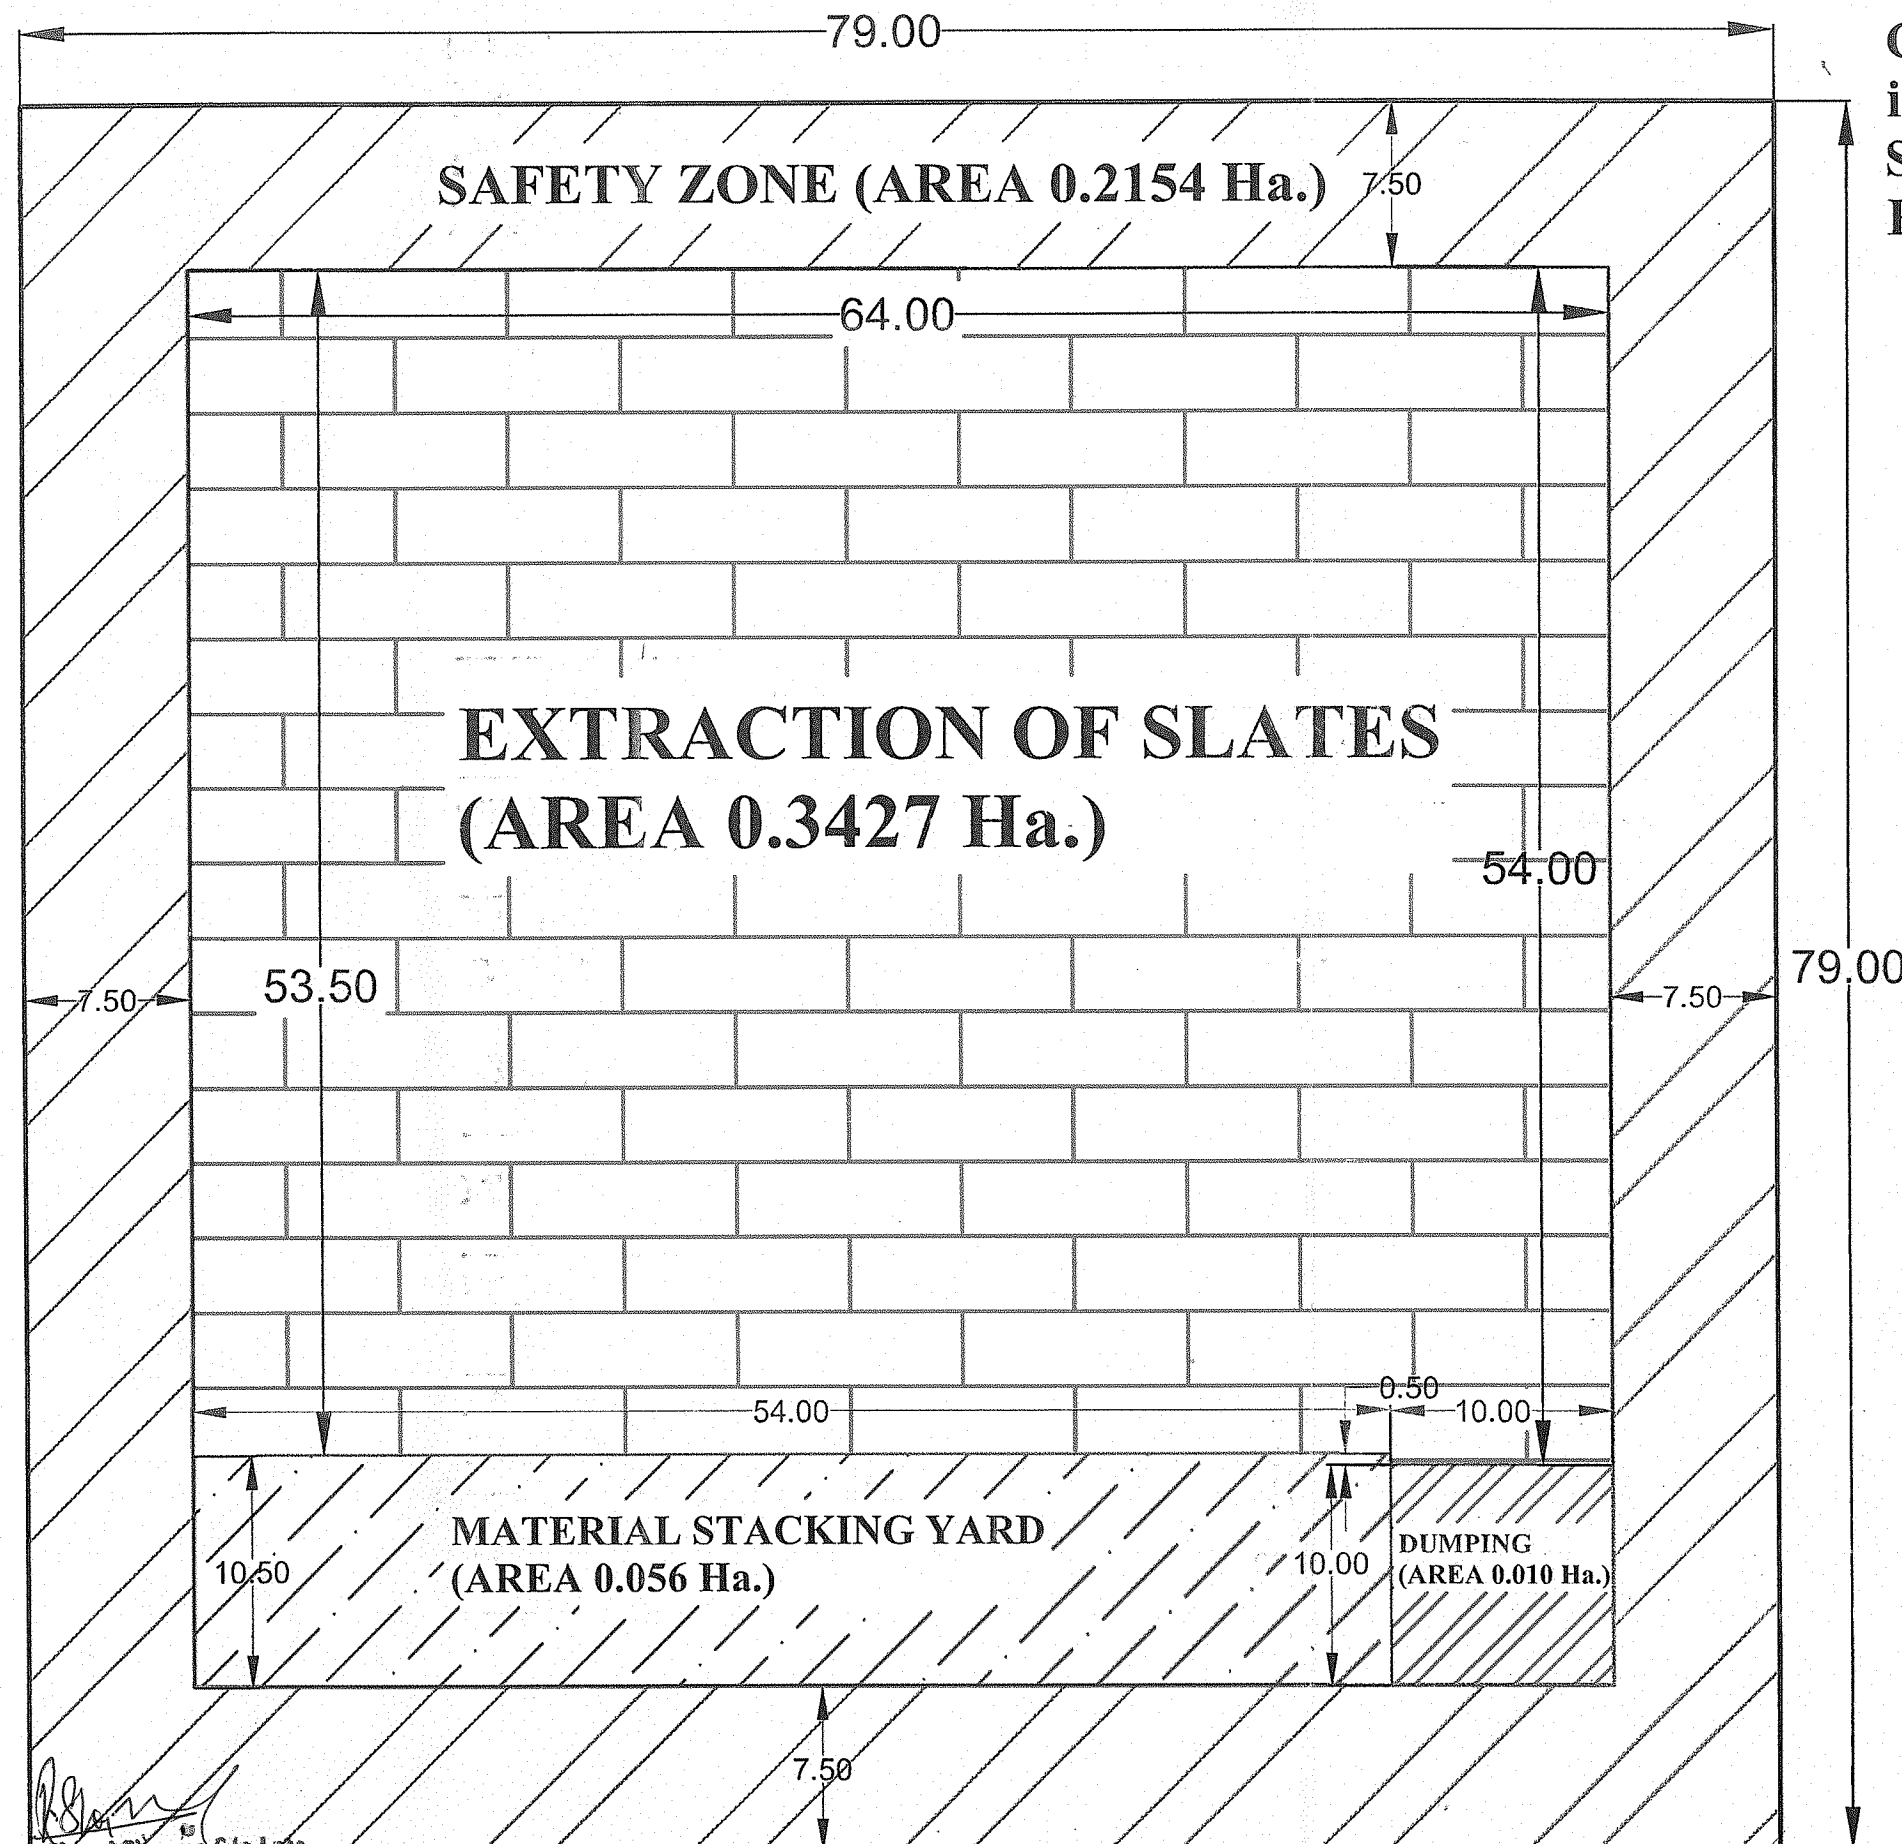 79.00
SAFETY ZONE (AREA 0.2154 Ha.)
7.50
64.00
EXTRACTION OF SLATES
(AREA 0.3427 Ha.)
54.00
79.00
53.50
7.50
7.50
0.50
54.00
10.00
MATERIAL STACKING YARD
(AREA 0.056 Ha.)
10.50
10.00
DUMPING
(AREA 0.010 Ha.)
7.50